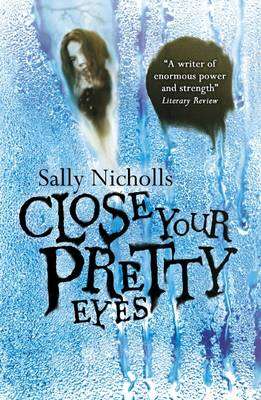 "A writer of
enormous power
and strength"
Literary Review
Sally Nicholls
CLOSE YOUR
PRETTY
EYES